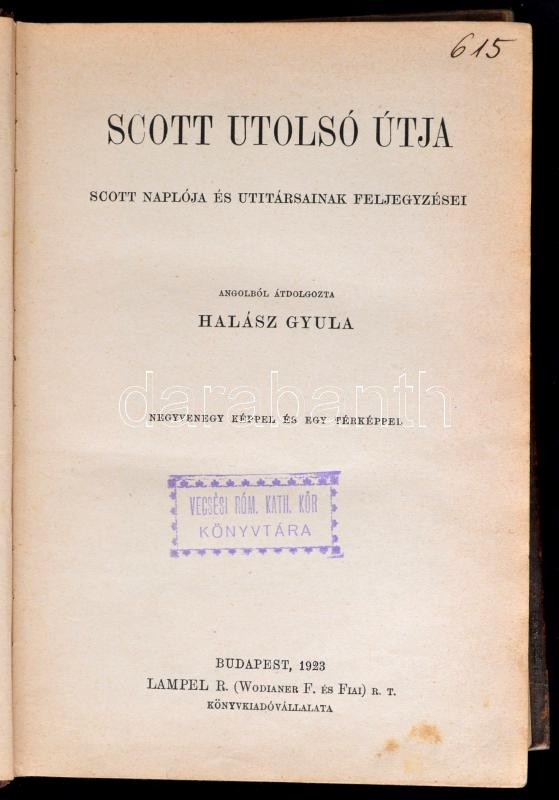 615
SCOTT UTOLSÓ ÚTJA
SCOTT NAPLÓJA ÉS UTITÁRSAINAK FELJEGYZÉSEI
ANGOLBÓL ÁTDOLGOZTA
HALÁSZ GYULA
darabanth
NEGYVENEGY KÉPPEL ÉS EGY TÉRKÉPPEL
VECSÉSI RÓM. KATH. KÖR
KÖNYVTÁRA
BUDAPEST, 1923
LAMPEL R. (WODIANER F. ÉS FIAI) R. T.
KÖNYVKIADÓVÁLLALATA